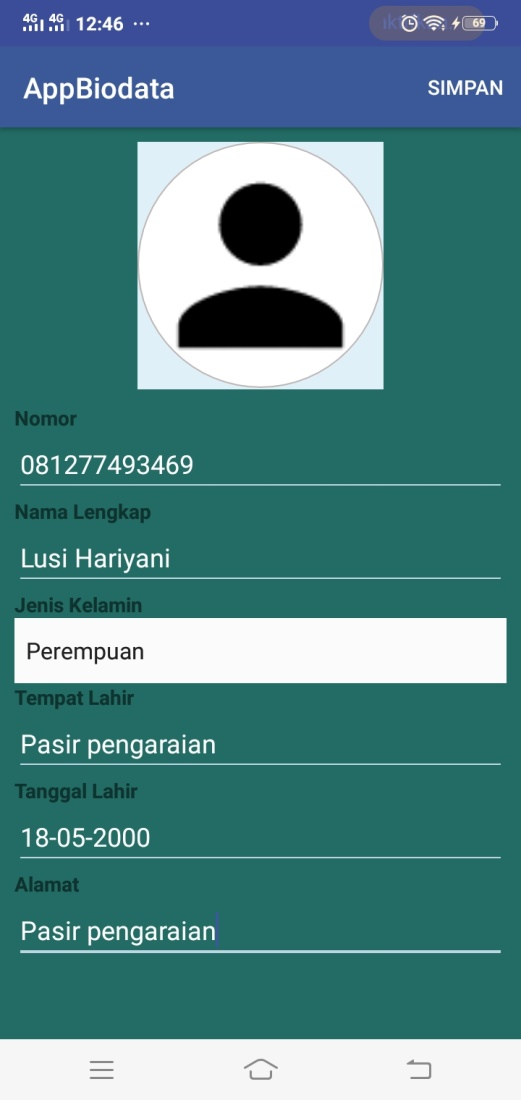 4G 4G 12:46 ... 69
AppBiodata
SIMPAN
Nomor
081277493469
Nama Lengkap
Lusi Hariyani
Jenis Kelamin
Perempuan
Tempat Lahir
Pasir pengaraian
Tanggal Lahir
18-05-2000
Alamat
Pasir pengaraian